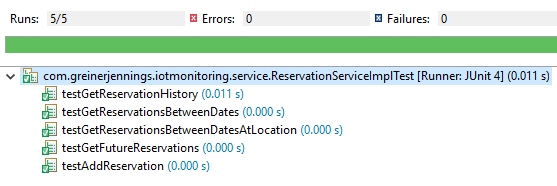 Runs: 5/5 Errors: 0 Failures: 0
com.greinerjennings.iotmonitoring.service.ReservationServiceImplTest [Runner: JUnit 4] (0.011 s)
testGetReservationHistory (0.011 s)
testGetReservationsBetweenDates (0.000 s)
testGetReservationsBetweenDatesAtLocation (0.000 s)
testGetFutureReservations (0.000 s)
testAddReservation (0.000 s)